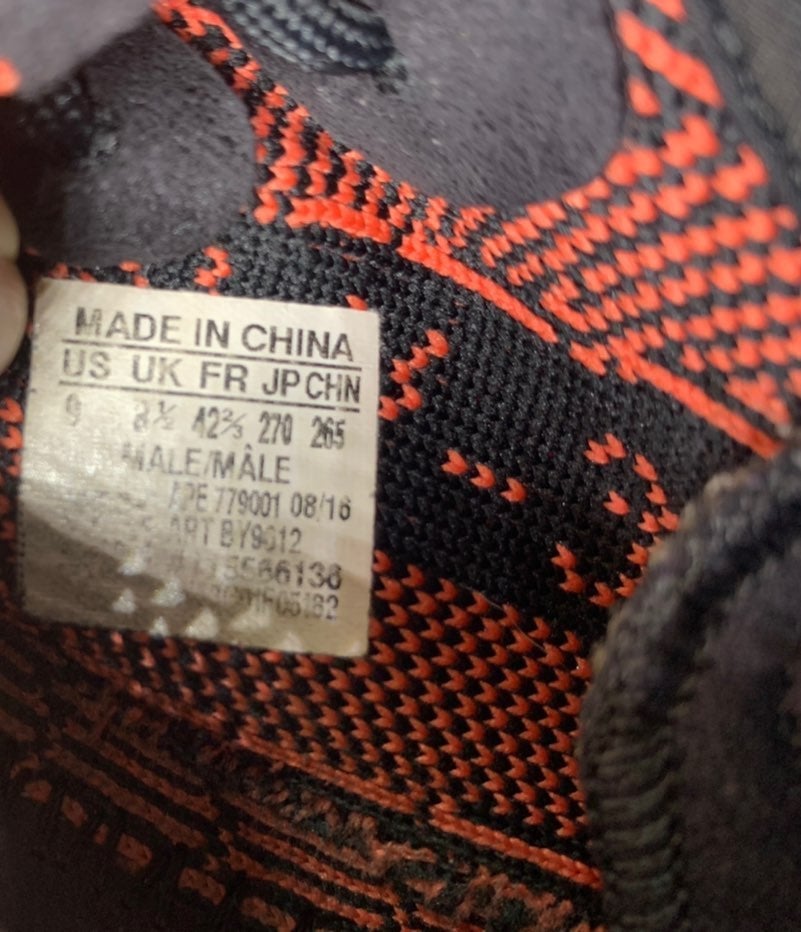 MADE IN CHINA
US UK FR JP CHN
9 8½ 42⅔ 270 265
MALE/MÂLE
APE 779001 08/16
ART BY9612